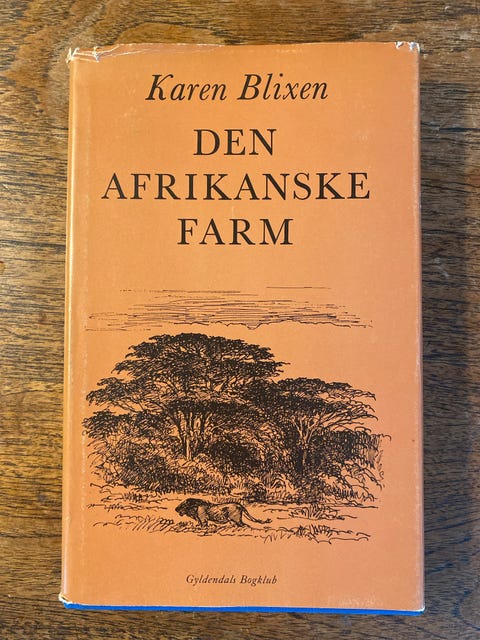 Karen Blixen
DEN
AFRIKANSKE
FARM
Gyldendals Bogklub